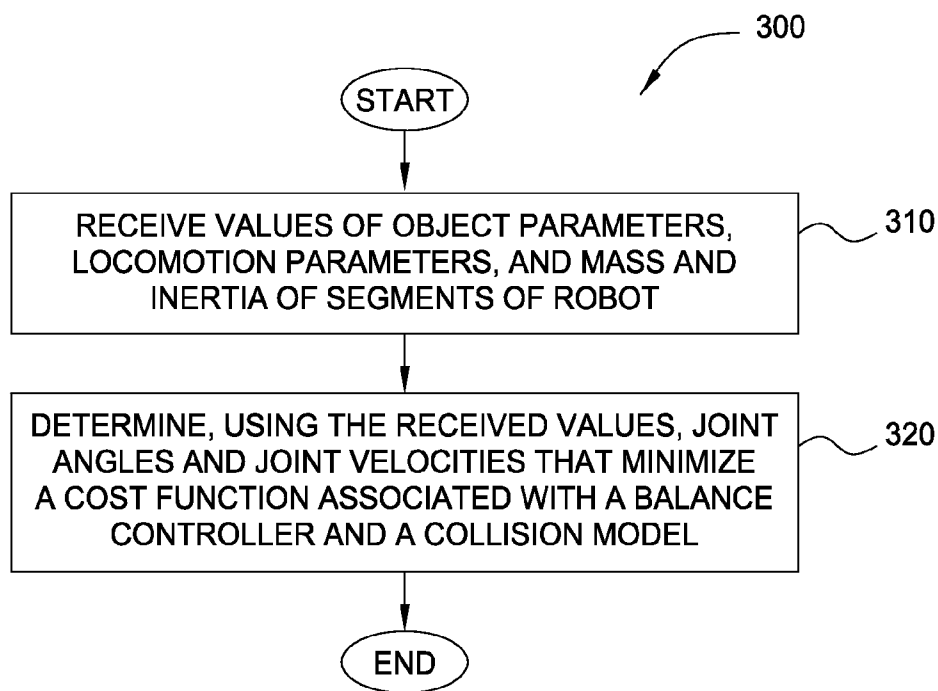 300
START
RECEIVE VALUES OF OBJECT PARAMETERS,
LOCOMOTION PARAMETERS, AND MASS AND
INERTIA OF SEGMENTS OF ROBOT
310
DETERMINE, USING THE RECEIVED VALUES, JOINT
ANGLES AND JOINT VELOCITIES THAT MINIMIZE
A COST FUNCTION ASSOCIATED WITH A BALANCE
CONTROLLER AND A COLLISION MODEL
320
END